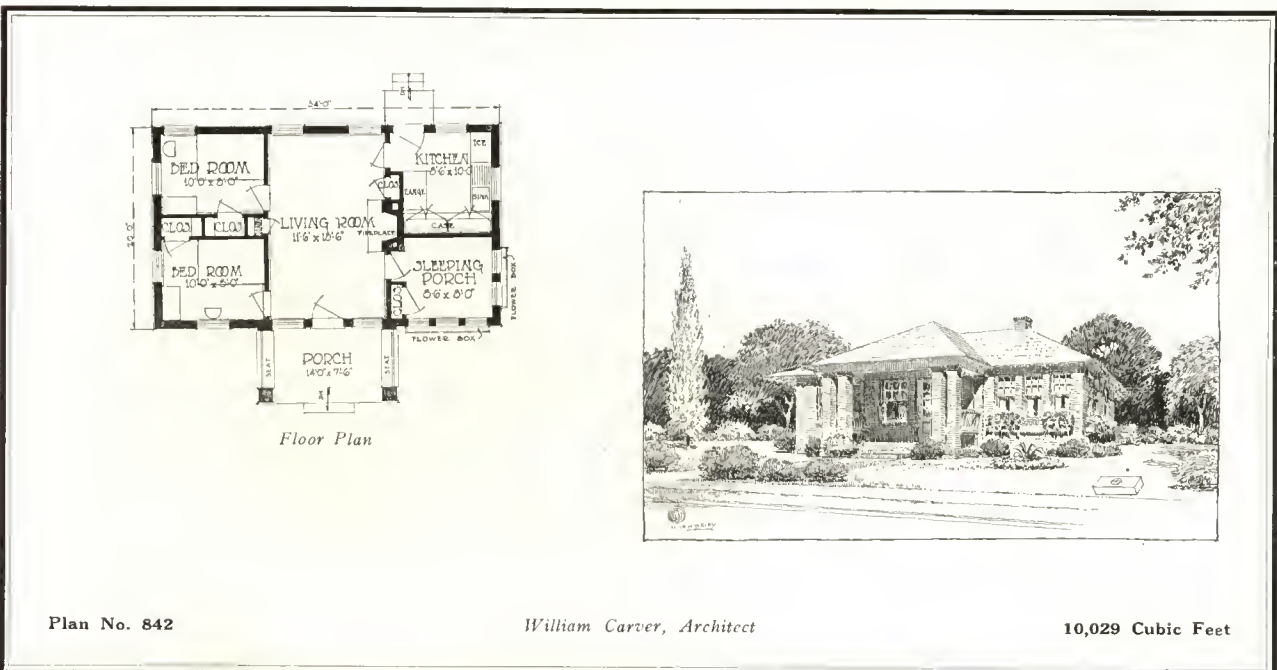 34'-0"
BED ROOM
10'-0" x 8'-0"
CLOS
CLOS
BED ROOM
10'-0" x 8'-0"
LIVING ROOM
11'-6" x 18'-6"
FIREPLACE
CLOS
KITCHEN
8'-6" x 10'-0"
ICE
SINK
RANGE
CASE
SLEEPING
PORCH
8'-6" x 8'-0"
CLOS
FLOWER BOX
FLOWER BOX
SEAT
PORCH
14'-0" x 7'-6"
SEAT
Floor Plan
Plan No. 842
William Carver, Architect
10,029 Cubic Feet